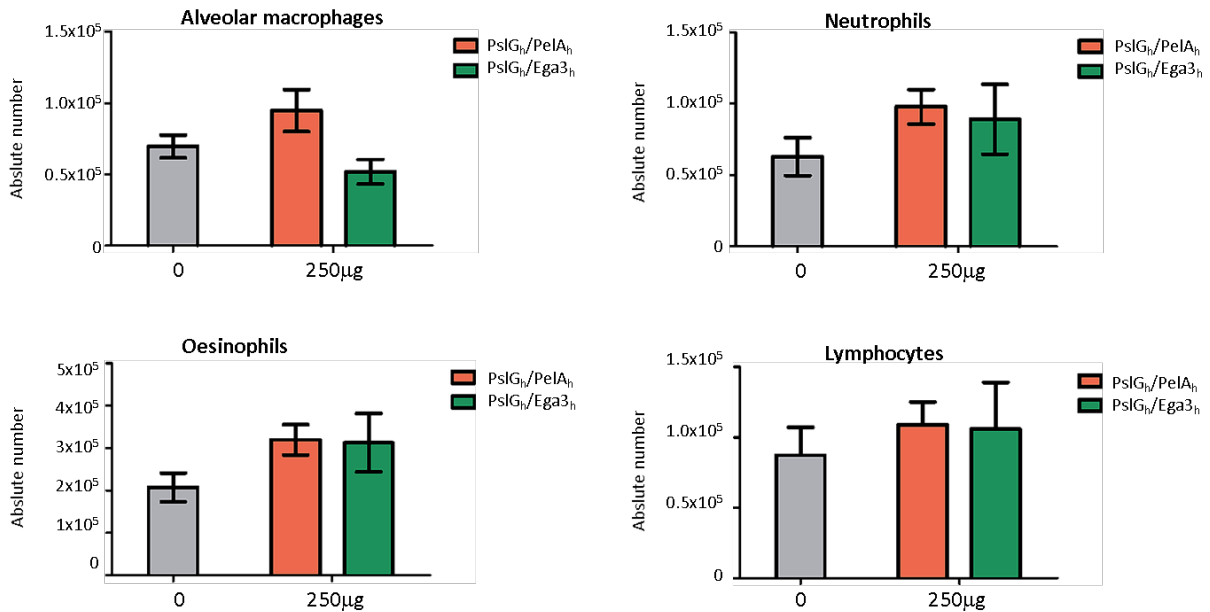 Alveolar macrophages
1.5x10⁵
1.0x10⁵
0.5x10⁵
0
Abslute number
0
250µg
PslGₕ/PelAₕ
PslGₕ/Ega3ₕ
Neutrophils
1.5x10⁵
1.0x10⁵
0.5x10⁵
0
Abslute number
0
250µg
PslGₕ/PelAₕ
PslGₕ/Ega3ₕ
Oesinophils
5x10⁵
4x10⁵
3x10⁵
2x10⁵
1x10⁵
0
Abslute number
0
250µg
PslGₕ/PelAₕ
PslGₕ/Ega3ₕ
Lymphocytes
1.5x10⁵
1.0x10⁵
0.5x10⁵
0
Abslute number
0
250µg
PslGₕ/PelAₕ
PslGₕ/Ega3ₕ